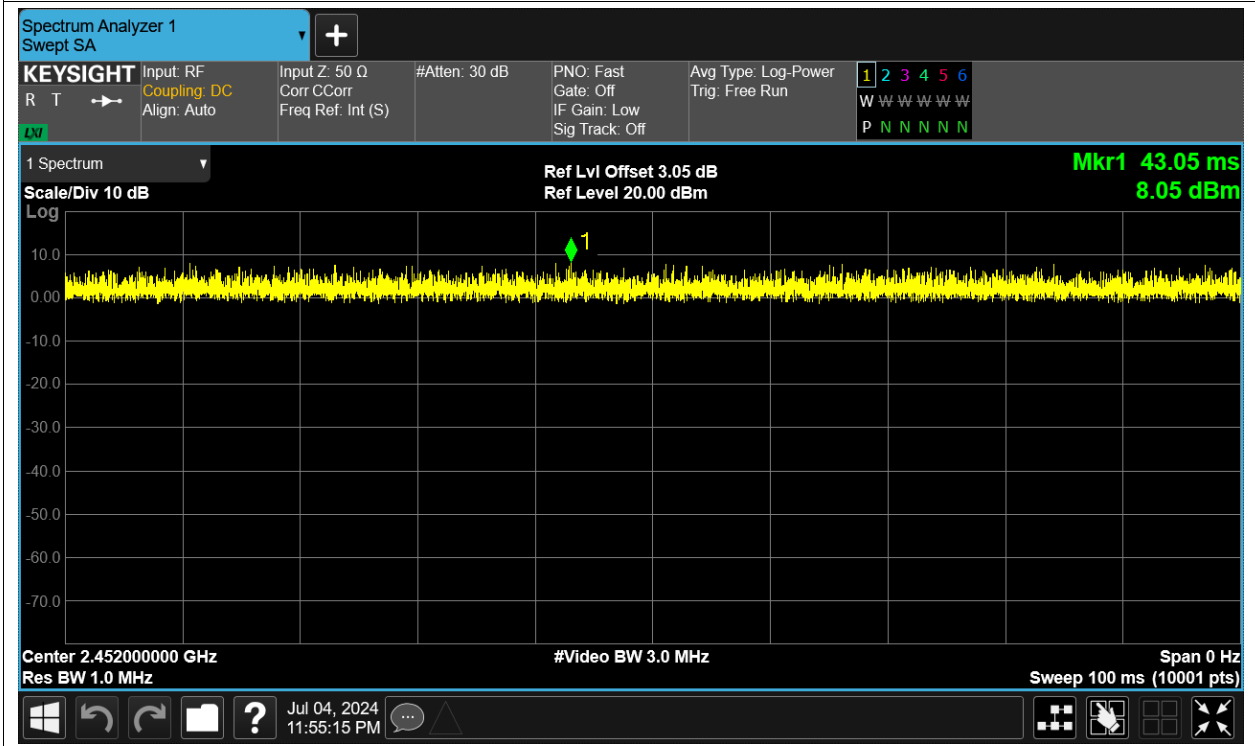 Spectrum Analyzer 1
Swept SA
KEYSIGHT
R T
LXI
Input: RF
Coupling: DC
Align: Auto
Input Z: 50 Ω
Corr CCorr
Freq Ref: Int (S)
#Atten: 30 dB
PNO: Fast
Gate: Off
IF Gain: Low
Sig Track: Off
Avg Type: Log-Power
Trig: Free Run
1 2 3 4 5 6
W W W W W W
P N N N N N
1 Spectrum
Scale/Div 10 dB
Log
Ref Lvl Offset 3.05 dB
Ref Level 20.00 dBm
Mkr1 43.05 ms
8.05 dBm
1
10.0
0.00
-10.0
-20.0
-30.0
-40.0
-50.0
-60.0
-70.0
Center 2.452000000 GHz
#Video BW 3.0 MHz
Span 0 Hz
Res BW 1.0 MHz
Sweep 100 ms (10001 pts)
?
Jul 04, 2024
11:55:15 PM